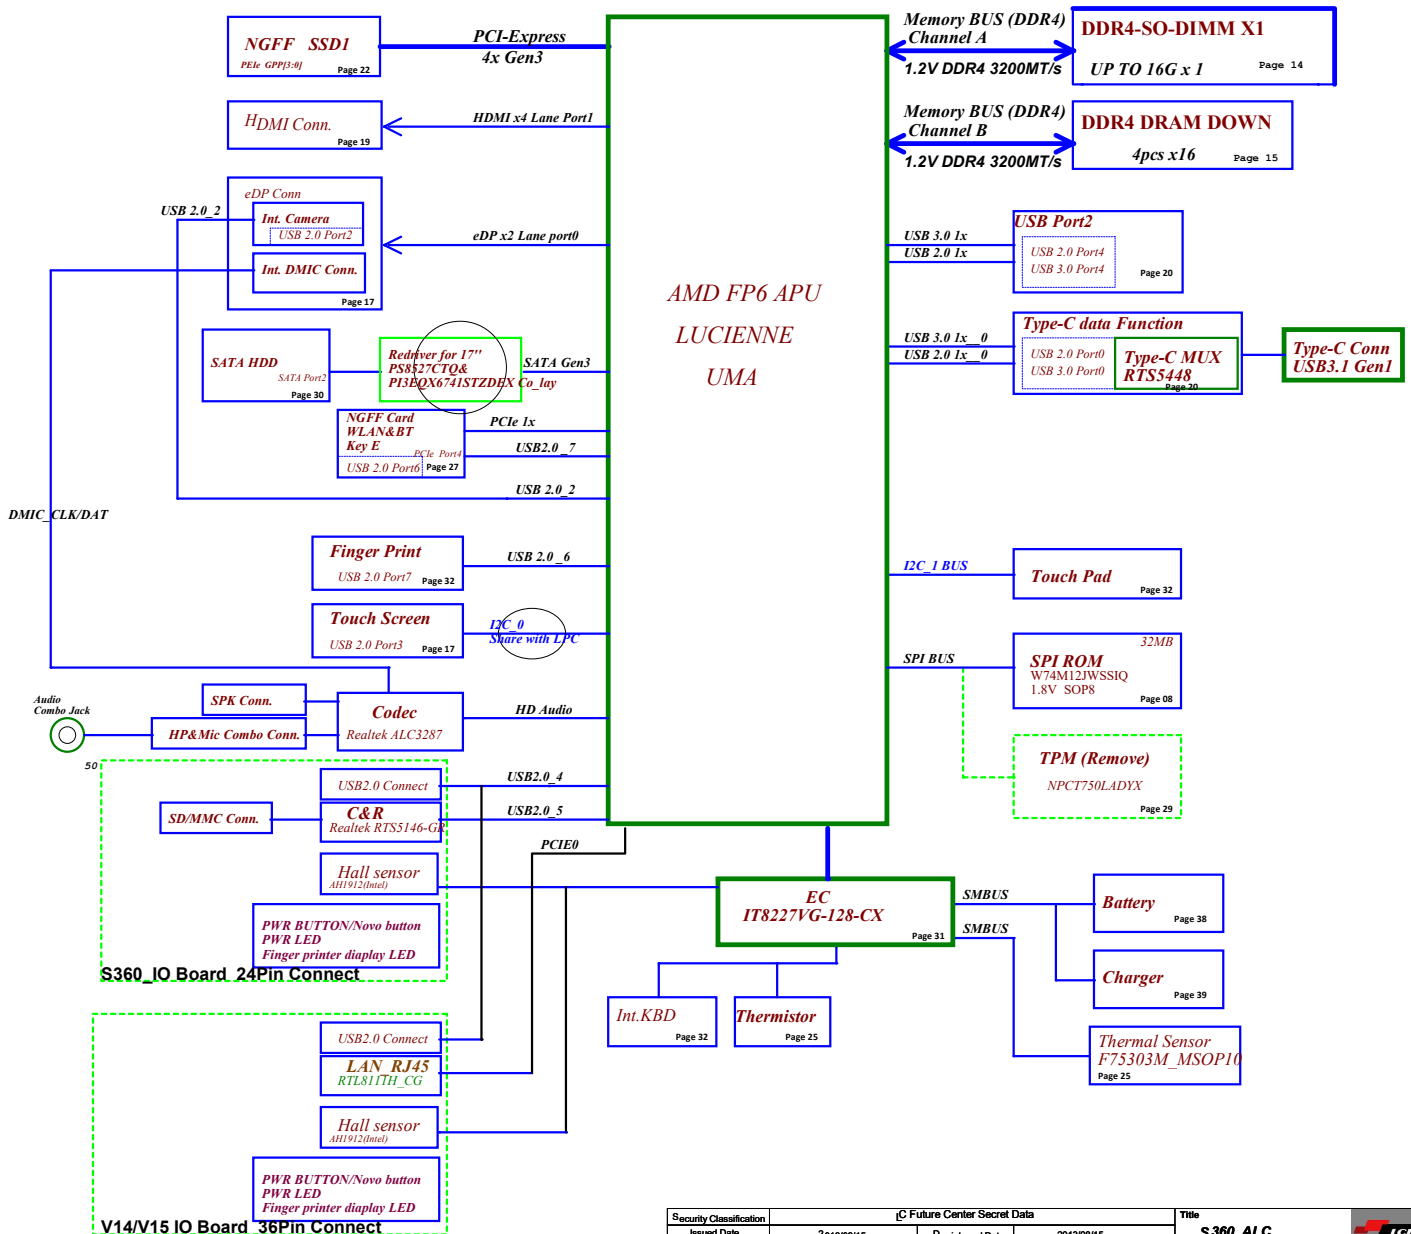 NGFF SSD1
PEIe GPP[3:0]
Page 22
PCI-Express
4x Gen3
Memory BUS (DDR4)
Channel A
1.2V DDR4 3200MT/s
DDR4-SO-DIMM X1
UP TO 16G x 1
Page 14
HDMI Conn.
Page 19
HDMI x4 Lane Port1
Memory BUS (DDR4)
Channel B
1.2V DDR4 3200MT/s
DDR4 DRAM DOWN
4pcs x16
Page 15
eDP Conn
USB 2.0_2
Int. Camera
USB 2.0 Port2
Int. DMIC Conn.
Page 17
eDP x2 Lane port0
USB 3.0 1x
USB 2.0 1x
USB Port2
USB 2.0 Port4
USB 3.0 Port4
Page 20
AMD FP6 APU
LUCIENNE
UMA
SATA HDD
SATA Port2
Page 30
Redriver for 17"
PS8527CTQ&
PI3EQX6741STZDEX Co_lay
SATA Gen3
USB 3.0 1x__0
USB 2.0 1x__0
Type-C data Function
USB 2.0 Port0
USB 3.0 Port0
Type-C MUX
RTS5448
Page 20
Type-C Conn
USB3.1 Gen1
NGFF Card
WLAN&BT
Key E
PCIe Port4
USB 2.0 Port6
Page 27
PCIe 1x
USB2.0 _7
USB 2.0_2
DMIC_CLK/DAT
Finger Print
USB 2.0 Port7
Page 32
USB 2.0 _6
I2C_1 BUS
Touch Pad
Page 32
Touch Screen
USB 2.0 Port3
Page 17
I2C_0
Share with LPC
SPI BUS
32MB
SPI ROM
W74M12JWSSIQ
1.8V SOP8
Page 08
Audio
Combo Jack
SPK Conn.
HP&Mic Combo Conn.
Codec
Realtek ALC3287
HD Audio
TPM (Remove)
NPCT750LADYX
Page 29
50
USB2.0 Connect
USB2.0_4
SD/MMC Conn.
C&R
Realtek RTS5146-GR
USB2.0_5
PCIE0
Hall sensor
AH1912(Intel)
PWR BUTTON/Novo button
PWR LED
Finger printer diaplay LED
S360_IO Board 24Pin Connect
EC
IT8227VG-128-CX
Page 31
SMBUS
SMBUS
Battery
Page 38
Charger
Page 39
Int.KBD
Page 32
Thermistor
Page 25
Thermal Sensor
F75303M_MSOP10
Page 25
USB2.0 Connect
LAN_RJ45
RTL8111H_CG
Hall sensor
AH1912(Intel)
PWR BUTTON/Novo button
PWR LED
Finger printer diaplay LED
V14/V15 IO Board 36Pin Connect
Security Classification
LC Future Center Secret Data
Title
Issued Date
S360_ALC